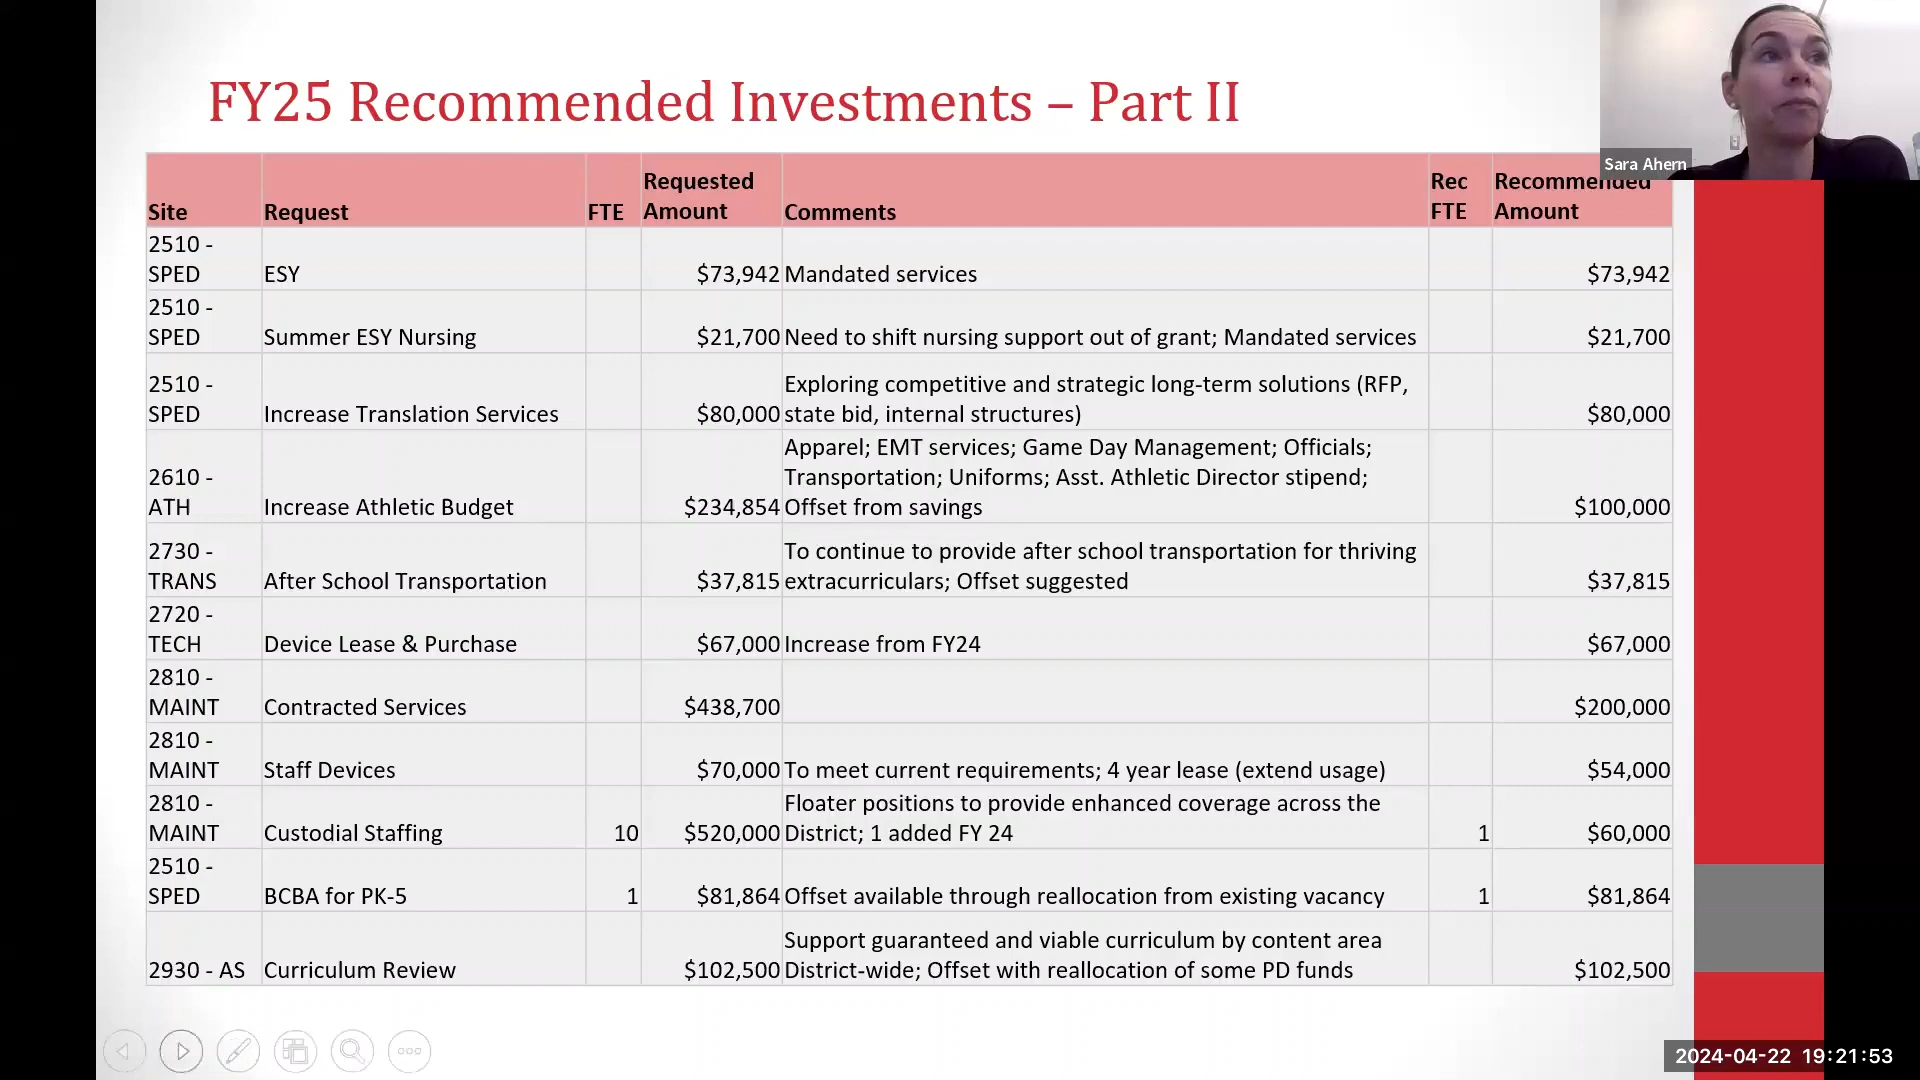 FY25 Recommended Investments – Part II
Sara Ahern
Site Request FTE Requested Amount Comments Rec FTE Recommended Amount
2510 - SPED ESY $73,942 Mandated services $73,942
2510 - SPED Summer ESY Nursing $21,700 Need to shift nursing support out of grant; Mandated services $21,700
2510 - SPED Increase Translation Services $80,000 Exploring competitive and strategic long-term solutions (RFP, state bid, internal structures) $80,000
2610 - ATH Increase Athletic Budget $234,854 Apparel; EMT services; Game Day Management; Officials; Transportation; Uniforms; Asst. Athletic Director stipend; Offset from savings $100,000
2730 - TRANS After School Transportation $37,815 To continue to provide after school transportation for thriving extracurriculars; Offset suggested $37,815
2720 - TECH Device Lease & Purchase $67,000 Increase from FY24 $67,000
2810 - MAINT Contracted Services $438,700 $200,000
2810 - MAINT Staff Devices $70,000 To meet current requirements; 4 year lease (extend usage) $54,000
2810 - MAINT Custodial Staffing 10 $520,000 Floater positions to provide enhanced coverage across the District; 1 added FY 24 1 $60,000
2510 - SPED BCBA for PK-5 1 $81,864 Offset available through reallocation from existing vacancy 1 $81,864
2930 - AS Curriculum Review $102,500 Support guaranteed and viable curriculum by content area District-wide; Offset with reallocation of some PD funds $102,500
2024-04-22 19:21:53